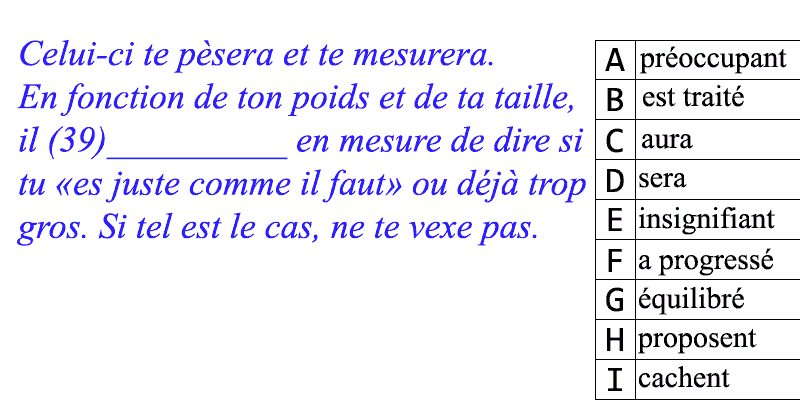 Celui-ci te pèsera et te mesurera.
En fonction de ton poids et de ta taille,
il (39)__________ en mesure de dire si
tu «es juste comme il faut» ou déjà trop
gros. Si tel est le cas, ne te vexe pas.
A préoccupant
B est traité
C aura
D sera
E insignifiant
F a progressé
G équilibré
H proposent
I cachent